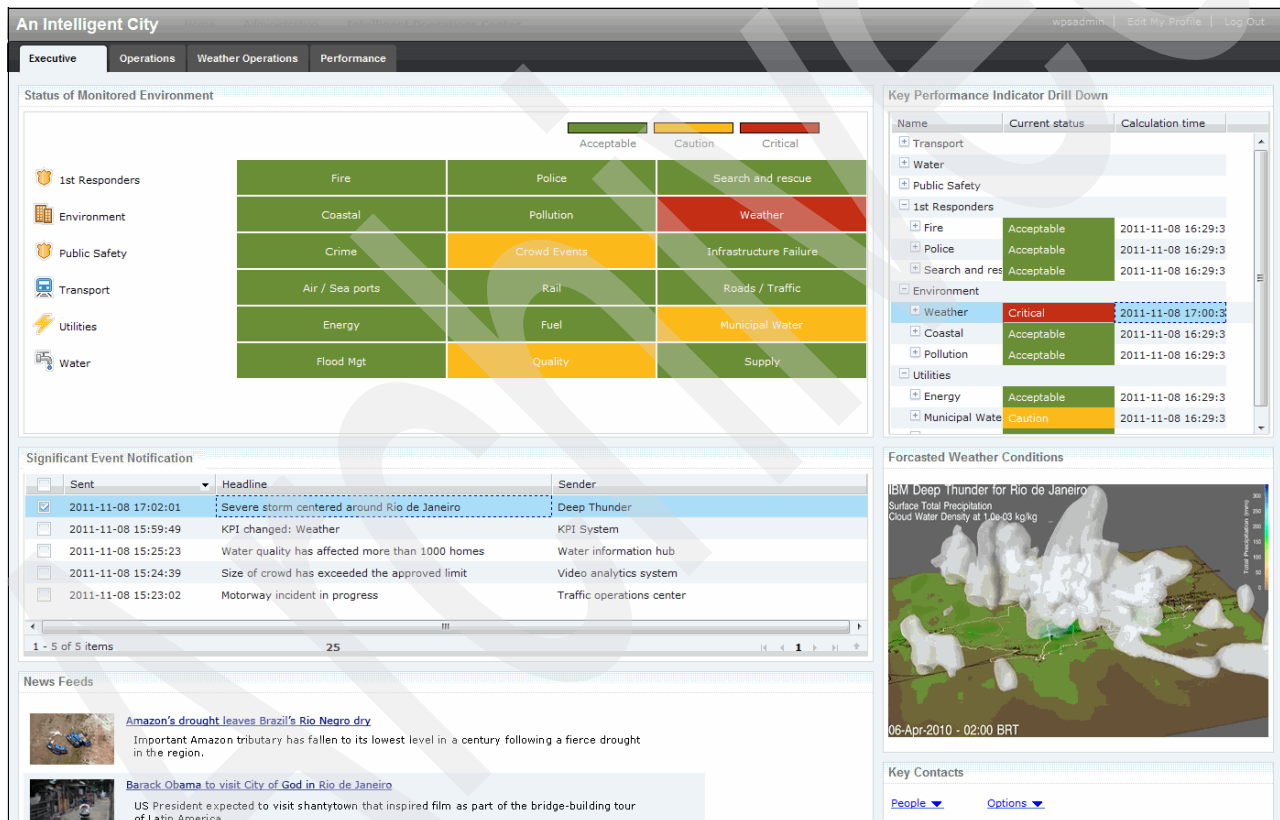 An Intelligent City
wpsadmin | Edit My Profile | Log Out
Executive
Operations
Weather Operations
Performance
Status of Monitored Environment
Acceptable
Caution
Critical
1st Responders
Fire
Police
Search and rescue
Environment
Coastal
Pollution
Weather
Public Safety
Crime
Crowd Events
Infrastructure Failure
Transport
Air / Sea ports
Rail
Roads / Traffic
Utilities
Energy
Fuel
Municipal Water
Water
Flood Mgt
Quality
Supply
Key Performance Indicator Drill Down
Name
Current status
Calculation time
Transport
Water
Public Safety
1st Responders
Fire
Acceptable
2011-11-08 16:29:3
Police
Acceptable
2011-11-08 16:29:3
Search and res
Acceptable
2011-11-08 16:29:3
Environment
Weather
Critical
2011-11-08 17:00:3
Coastal
Acceptable
2011-11-08 16:29:3
Pollution
Acceptable
2011-11-08 16:29:3
Utilities
Energy
Acceptable
2011-11-08 16:29:3
Municipal Wate
Caution
2011-11-08 16:29:3
Significant Event Notification
Sent
Headline
Sender
2011-11-08 17:02:01
Severe storm centered around Rio de Janeiro
Deep Thunder
2011-11-08 15:59:49
KPI changed: Weather
KPI System
2011-11-08 15:25:23
Water quality has affected more than 1000 homes
Water information hub
2011-11-08 15:24:39
Size of crowd has exceeded the approved limit
Video analytics system
2011-11-08 15:23:02
Motorway incident in progress
Traffic operations center
1 - 5 of 5 items
25
1
Forcasted Weather Conditions
IBM Deep Thunder for Rio de Janeiro
Surface Total Precipitation
Cloud Water Density at 1.0e-03 kg/kg
Total Precipitation (mm)
300
250
200
150
100
50
0
06-Apr-2010 - 02:00 BRT
News Feeds
Amazon's drought leaves Brazil's Rio Negro dry
Important Amazon tributary has fallen to its lowest level in a century following a fierce drought
in the region.
Barack Obama to visit City of God in Rio de Janeiro
US President expected to visit shantytown that inspired film as part of the bridge-building tour
of Latin America
Key Contacts
People
Options